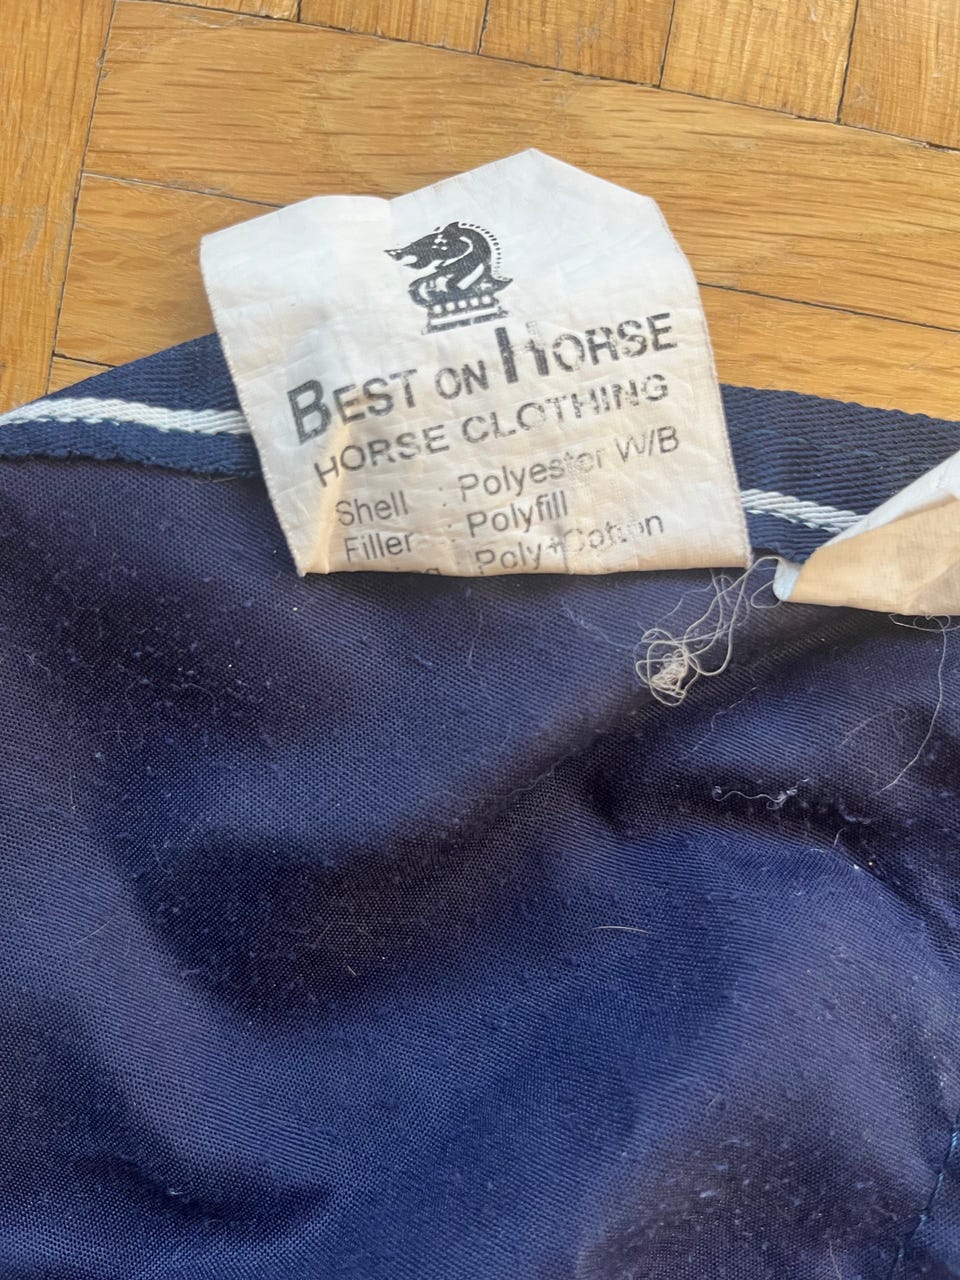 BEST ON HORSE
HORSE CLOTHING
Shell : Polyester W/B
Filler : Polyfill
: Poly+Cotton